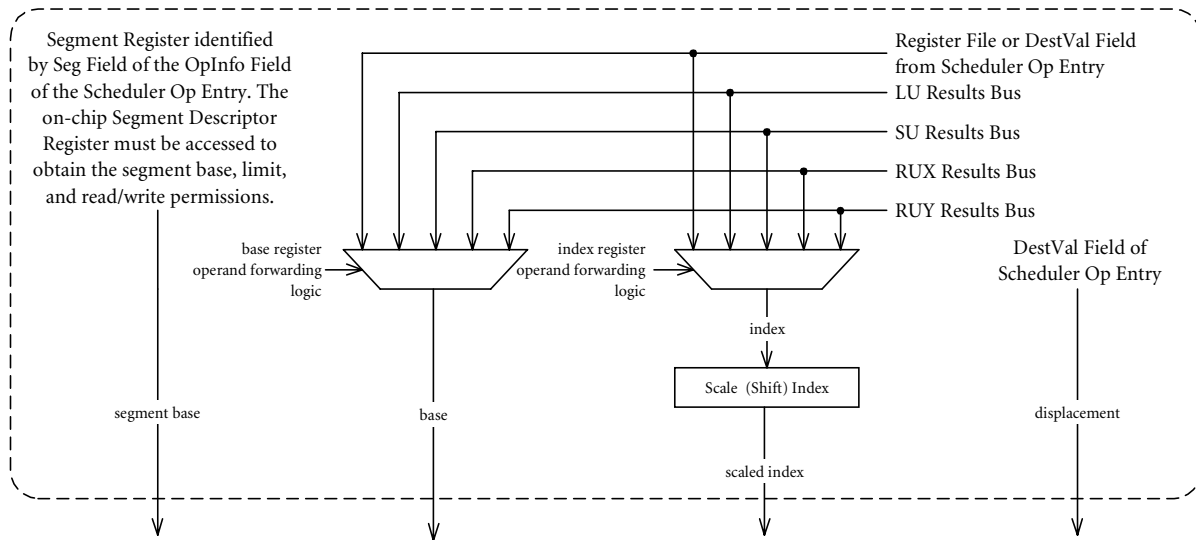 Segment Register identified
by Seg Field of the OpInfo Field
of the Scheduler Op Entry. The
on-chip Segment Descriptor
Register must be accessed to
obtain the segment base, limit,
and read/write permissions.
Register File or DestVal Field
from Scheduler Op Entry
LU Results Bus
SU Results Bus
RUX Results Bus
RUY Results Bus
base register
operand forwarding
logic
index register
operand forwarding
logic
DestVal Field of
Scheduler Op Entry
index
Scale (Shift) Index
segment base
base
displacement
scaled index